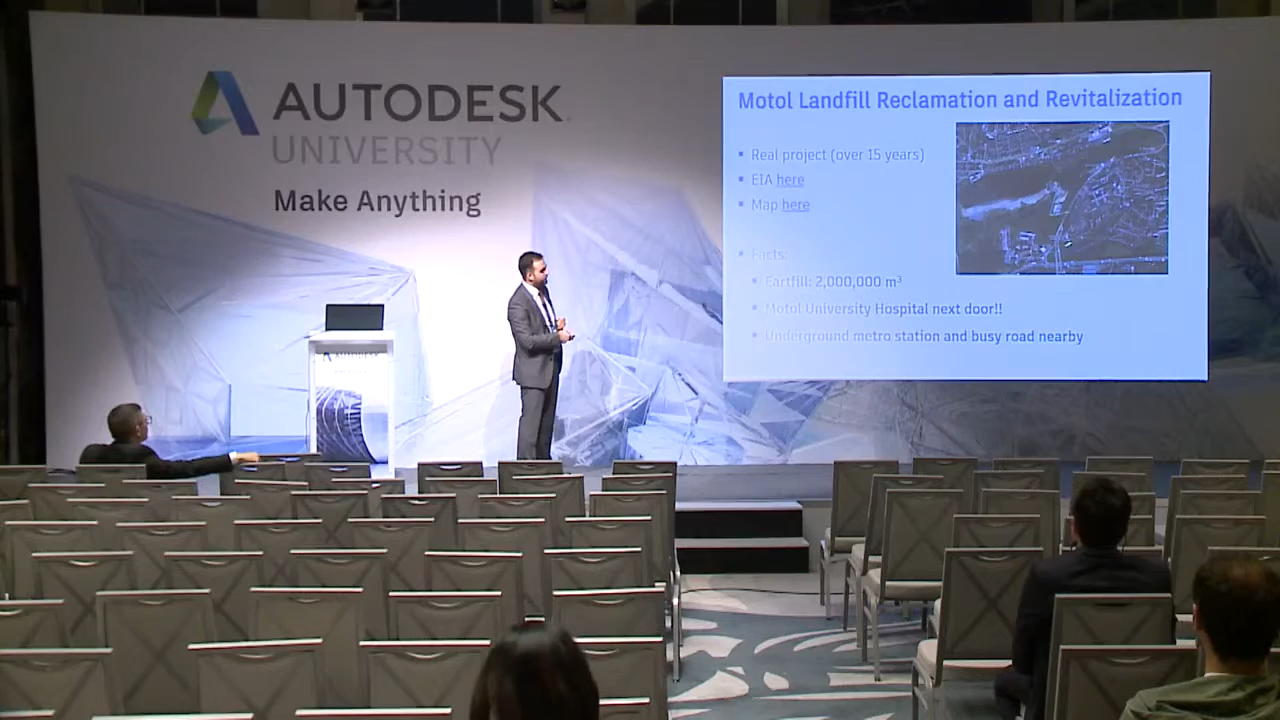 AUTODESK
UNIVERSITY
Make Anything
AUTODESK
Motol Landfill Reclamation and Revitalization
Real project (over 15 years)
EIA here
Map here
Facts:
Eartfill: 2,000,000 m³
Motol University Hospital next door!!
Underground metro station and busy road nearby